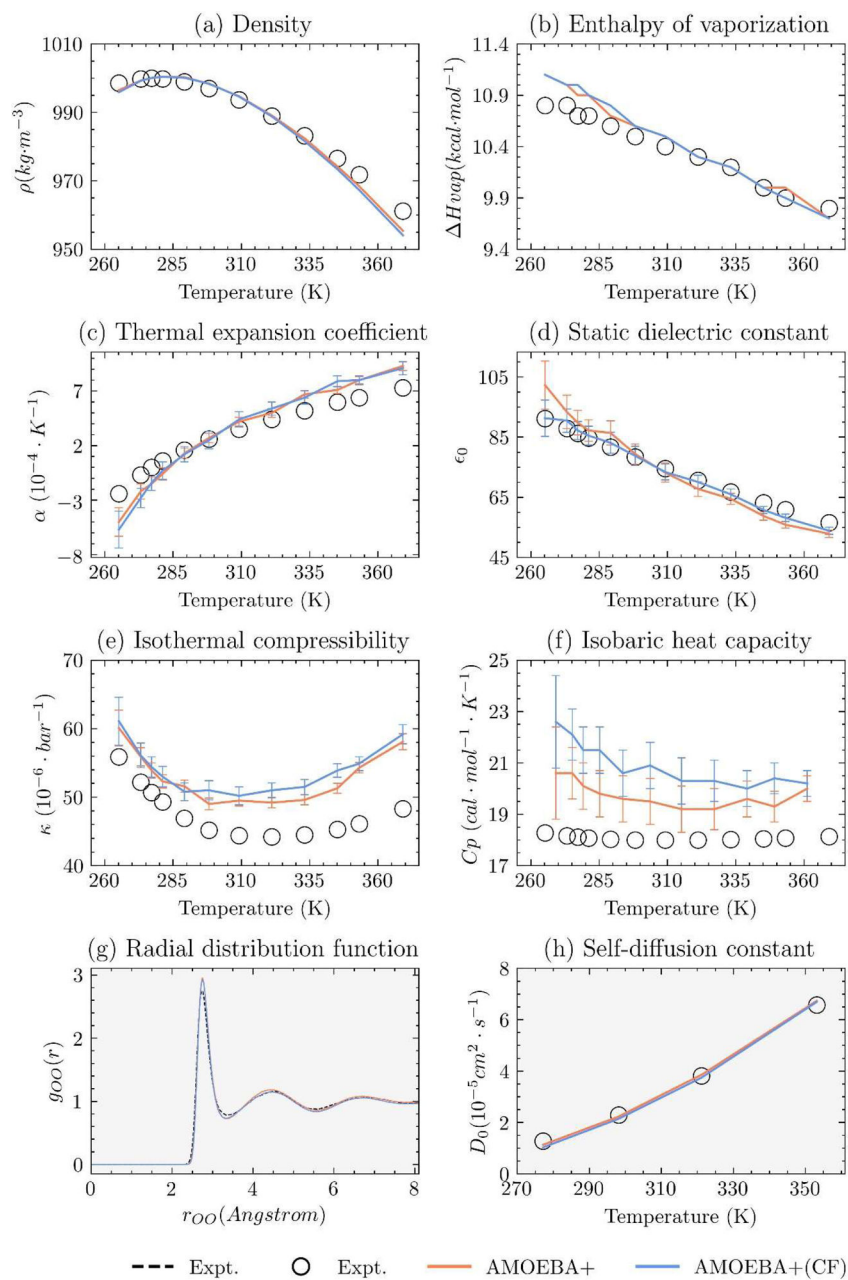 (a) Density
1010
990
970
950
ρ(kg·m⁻³)
260 285 310 335 360
Temperature (K)
(b) Enthalpy of vaporization
11.4
10.9
10.4
9.9
9.4
ΔHvap(kcal·mol⁻¹)
260 285 310 335 360
Temperature (K)
(c) Thermal expansion coefficient
7
2
−3
−8
α (10⁻⁴ · K⁻¹)
260 285 310 335 360
Temperature (K)
(d) Static dielectric constant
105
85
65
45
ϵ₀
260 285 310 335 360
Temperature (K)
(e) Isothermal compressibility
70
60
50
40
κ (10⁻⁶ · bar⁻¹)
260 285 310 335 360
Temperature (K)
(f) Isobaric heat capacity
25
23
21
19
17
Cp (cal · mol⁻¹ · K⁻¹)
260 285 310 335 360
Temperature (K)
(g) Radial distribution function
3
2
1
0
g_OO(r)
0 2 4 6 8
r_OO(Angstrom)
(h) Self-diffusion constant
8
6
4
2
0
D₀(10⁻⁵cm² · s⁻¹)
270 290 310 330 350
Temperature (K)
Expt. Expt. AMOEBA+ AMOEBA+(CF)